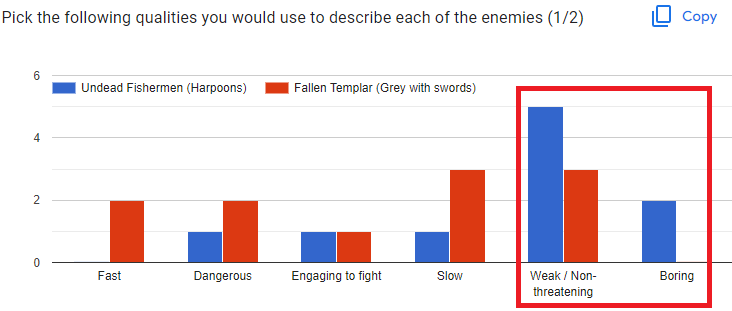 Pick the following qualities you would use to describe each of the enemies (1/2)
Copy
6
Undead Fishermen (Harpoons)
Fallen Templar (Grey with swords)
4
2
0
Fast
Dangerous
Engaging to fight
Slow
Weak / Non-
threatening
Boring